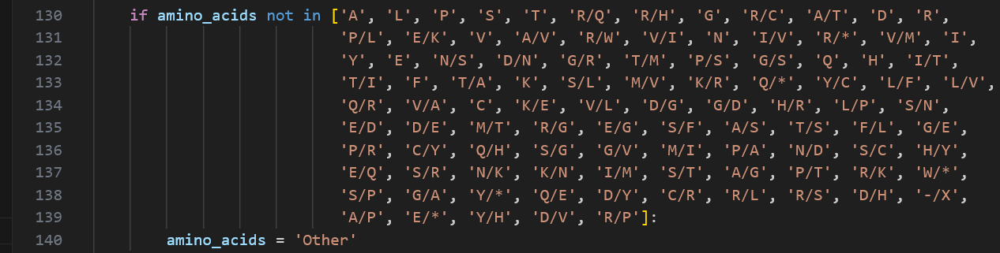 130 if amino_acids not in ['A', 'L', 'P', 'S', 'T', 'R/Q', 'R/H', 'G', 'R/C', 'A/T', 'D', 'R',
131 'P/L', 'E/K', 'V', 'A/V', 'R/W', 'V/I', 'N', 'I/V', 'R/*', 'V/M', 'I',
132 'Y', 'E', 'N/S', 'D/N', 'G/R', 'T/M', 'P/S', 'G/S', 'Q', 'H', 'I/T',
133 'T/I', 'F', 'T/A', 'K', 'S/L', 'M/V', 'K/R', 'Q/*', 'Y/C', 'L/F', 'L/V',
134 'Q/R', 'V/A', 'C', 'K/E', 'V/L', 'D/G', 'G/D', 'H/R', 'L/P', 'S/N',
135 'E/D', 'D/E', 'M/T', 'R/G', 'E/G', 'S/F', 'A/S', 'T/S', 'F/L', 'G/E',
136 'P/R', 'C/Y', 'Q/H', 'S/G', 'G/V', 'M/I', 'P/A', 'N/D', 'S/C', 'H/Y',
137 'E/Q', 'S/R', 'N/K', 'K/N', 'I/M', 'S/T', 'A/G', 'P/T', 'R/K', 'W/*',
138 'S/P', 'G/A', 'Y/*', 'Q/E', 'D/Y', 'C/R', 'R/L', 'R/S', 'D/H', '-/X',
139 'A/P', 'E/*', 'Y/H', 'D/V', 'R/P']:
140 amino_acids = 'Other'